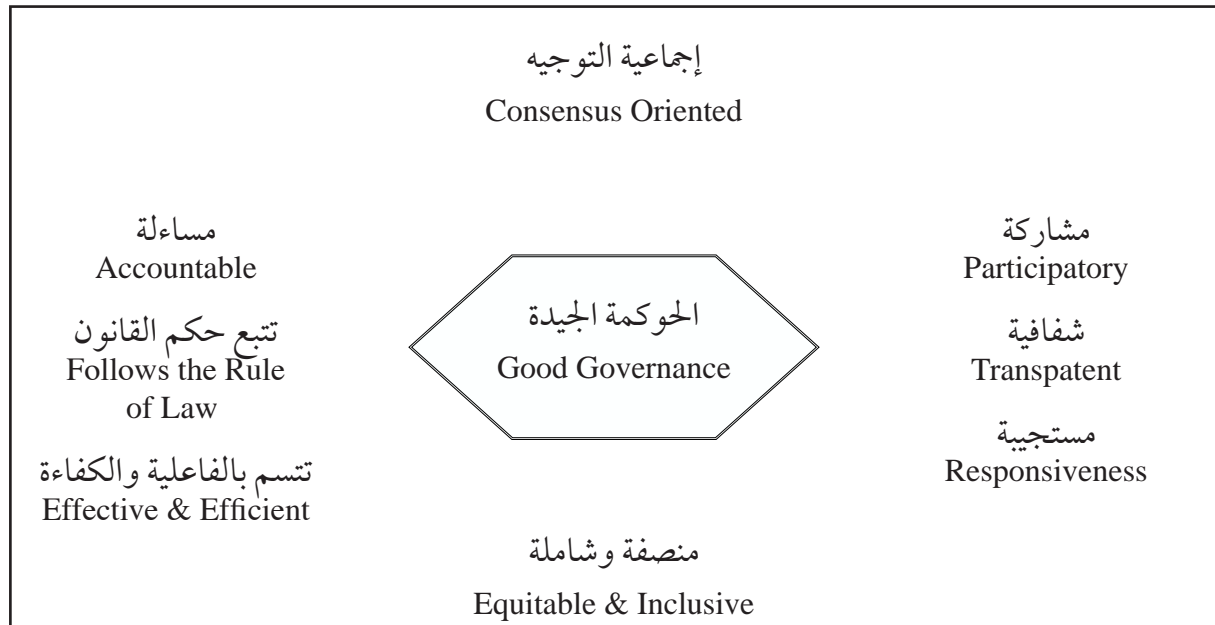 إجماعية التوجيه
Consensus Oriented
مشاركة
Participatory
شفافية
Transpatent
مستجيبة
Responsiveness
الحوكمة الجيدة
Good Governance
مساءلة
Accountable
تتبع حكم القانون
Follows the Rule
of Law
تتسم بالفاعلية والكفاءة
Effective & Efficient
منصفة وشاملة
Equitable & Inclusive